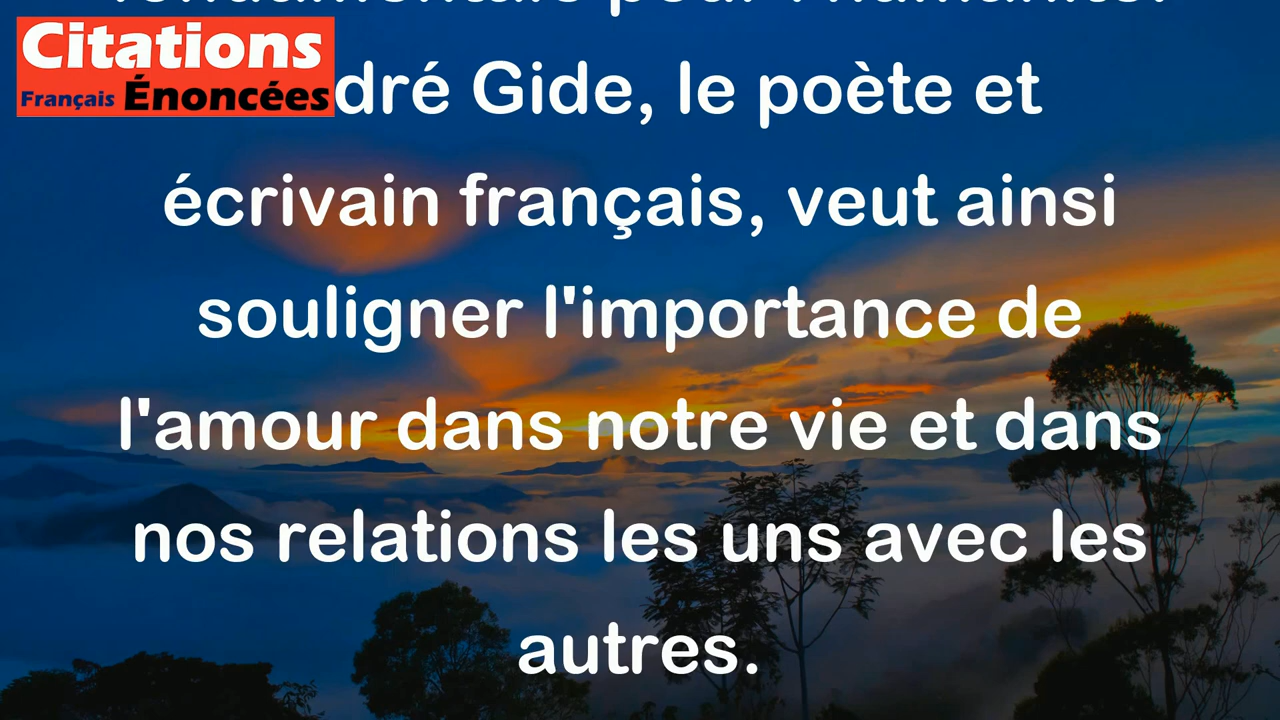 Citations
Français Énoncées
dré Gide, le poète et
écrivain français, veut ainsi
souligner l'importance de
l'amour dans notre vie et dans
nos relations les uns avec les
autres.